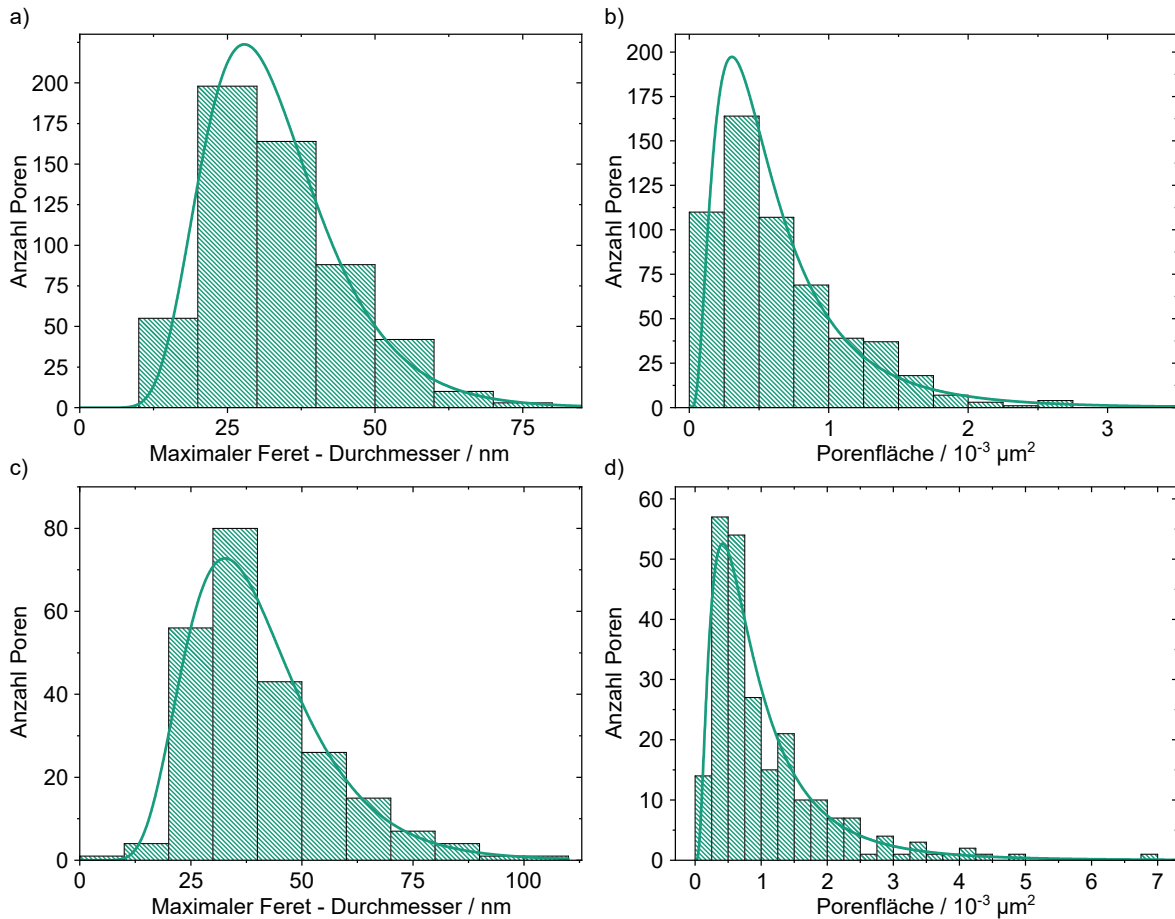 a)
b)
Anzahl Poren
200
175
150
125
100
75
50
25
0
0 25 50 75
Maximaler Feret - Durchmesser / nm
Anzahl Poren
200
175
150
125
100
75
50
25
0
0 1 2 3
Porenfläche / 10⁻³ µm²
c)
d)
Anzahl Poren
80
60
40
20
0
0 25 50 75 100
Maximaler Feret - Durchmesser / nm
Anzahl Poren
60
50
40
30
20
10
0
0 1 2 3 4 5 6 7
Porenfläche / 10⁻³ µm²